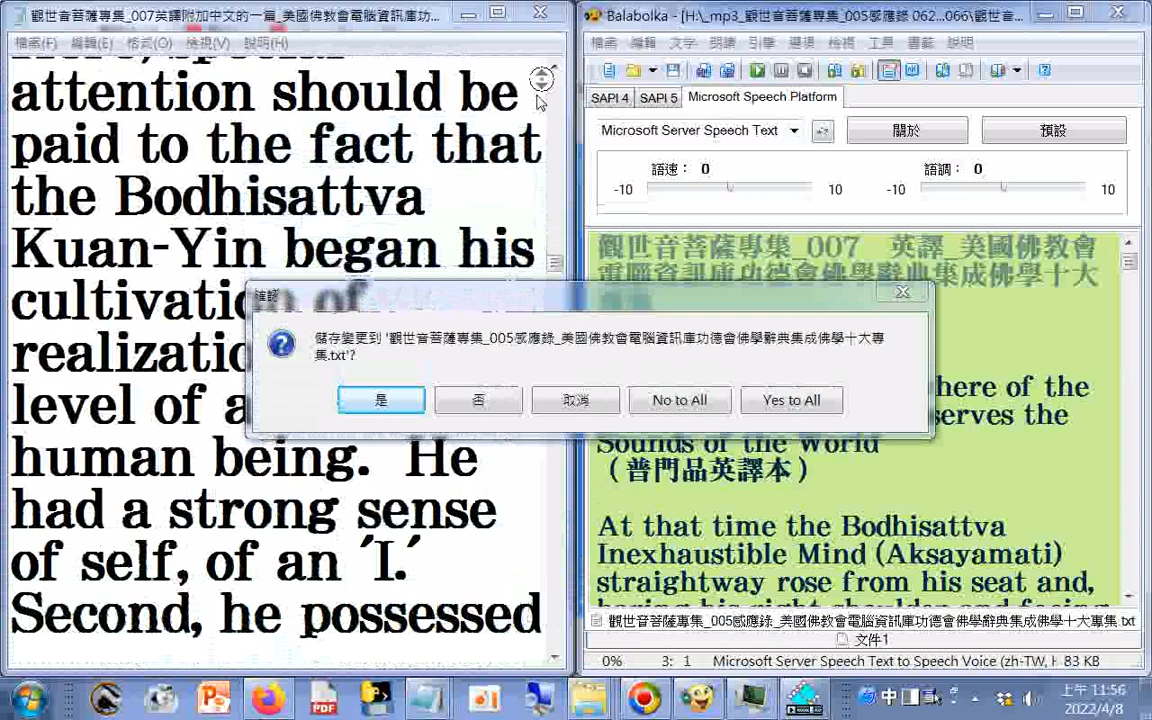 觀世音菩薩專集_007英譯附加中文的一篇_美國佛教會電腦資訊庫功...
檔案(F) 編輯(E) 格式(O) 檢視(V) 說明(H)
attention should be
paid to the fact that
the Bodhisattva
Kuan-Yin began his
cultivation of
realizatio
level of a
human being. He
had a strong sense
of self, of an 'I.'
Second, he possessed
Balabolka - [H:\_mp3_觀世音菩薩專集_005感應錄 062...066\觀世音...
檔案 編輯 文字 朗讀 引擎 選項 檢視 工具 書籤 說明
SAPI 4 SAPI 5 Microsoft Speech Platform
Microsoft Server Speech Text
關於
預設
語速： 0
語調： 0
-10 10
-10 10
觀世音菩薩專集_007 英譯_美國佛教會
電腦資訊庫功德會佛學辭典集成佛學十大
here of the
serves the
Sounds of the World
（普門品英譯本）
At that time the Bodhisattva
Inexhaustible Mind (Aksayamati)
straightway rose from his seat and,
baring his right shoulder and facing
觀世音菩薩專集_005感應錄_美國佛教會電腦資訊庫功德會佛學辭典集成佛學十大專集.txt
文件1
0% 3: 1 Microsoft Server Speech Text to Speech Voice (zh-TW, H 83 KB
確認
儲存變更到 '觀世音菩薩專集_005感應錄_美國佛教會電腦資訊庫功德會佛學辭典集成佛學十大專
集.txt'?
是
否
取消
No to All
Yes to All
中
上午 11:56
2022/4/8